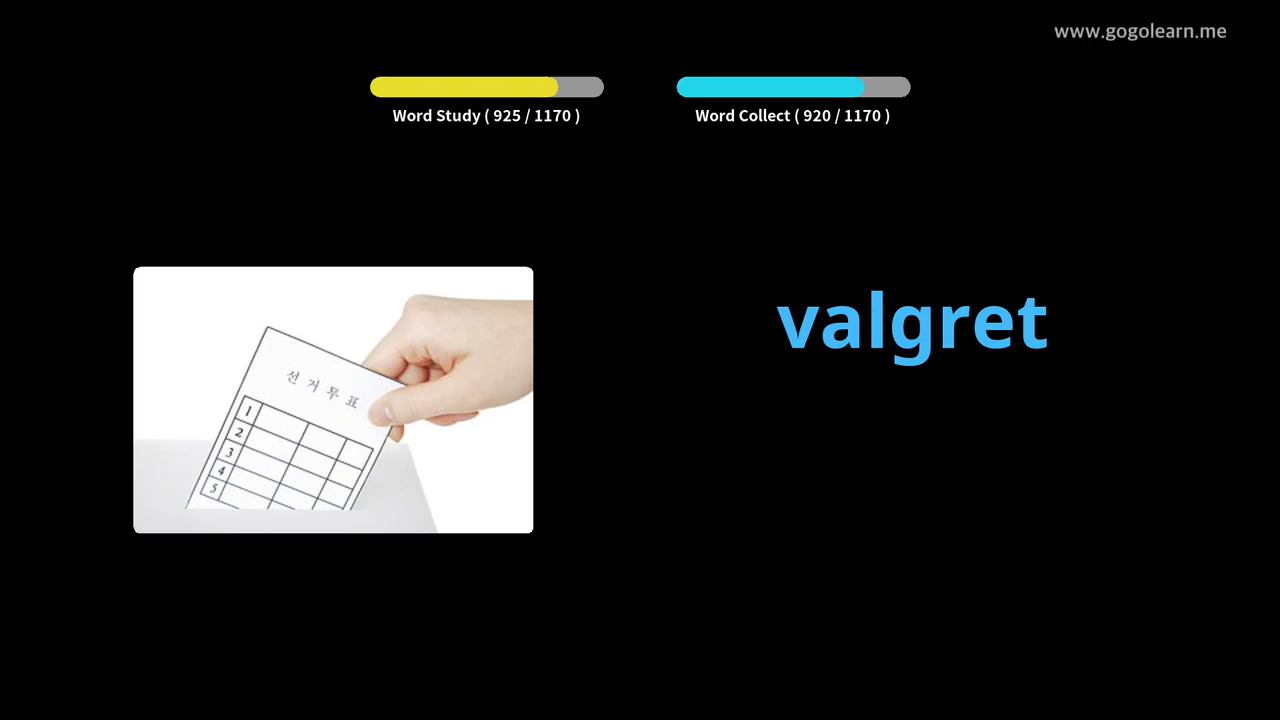 www.gogolearn.me
Word Study ( 925 / 1170 )
Word Collect ( 920 / 1170 )
valgret
선거투표
1
2
3
4
5